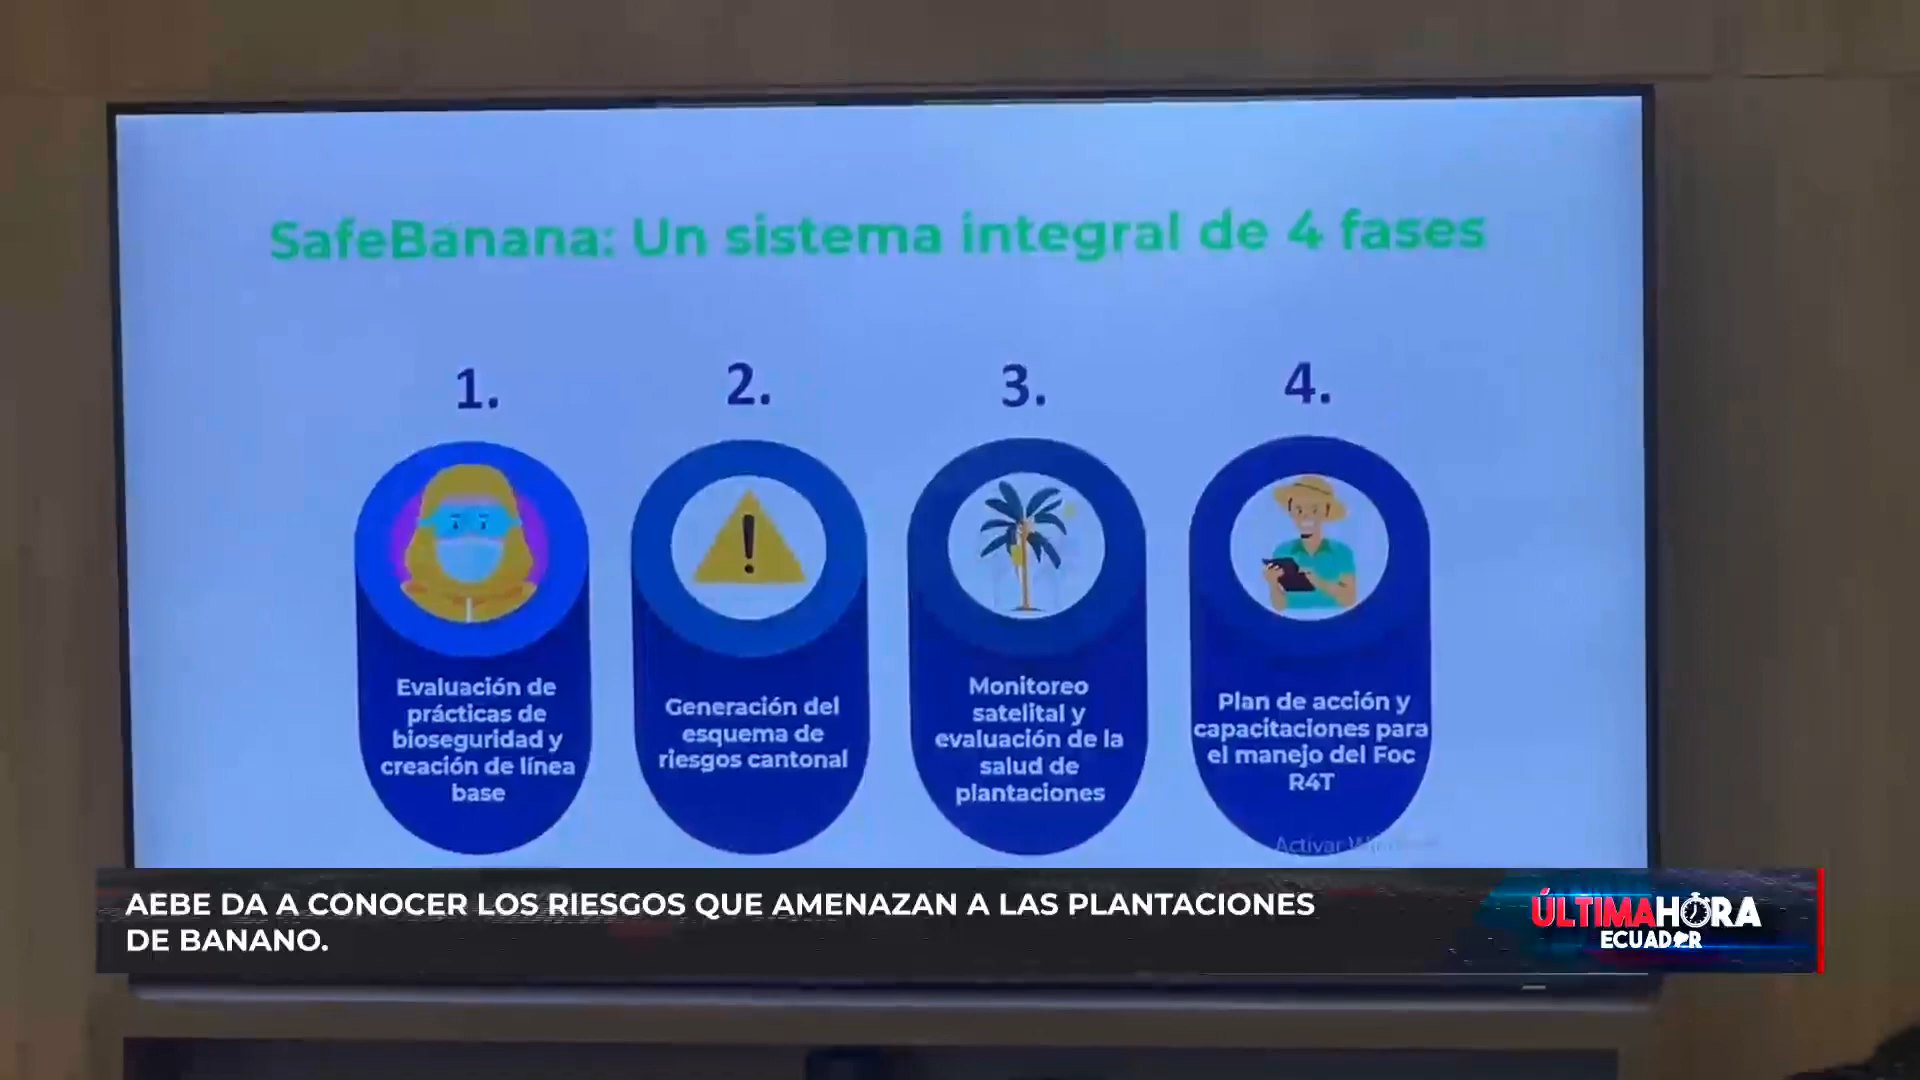 SafeBanana: Un sistema integral de 4 fases
1.
2.
3.
4.
Evaluación de
prácticas de
bioseguridad y
creación de línea
base
Generación del
esquema de
riesgos cantonal
Monitoreo
satelital y
evaluación de la
salud de
plantaciones
Plan de acción y
capacitaciones para
el manejo del Foc
R4T
Activar
AEBE DA A CONOCER LOS RIESGOS QUE AMENAZAN A LAS PLANTACIONES
DE BANANO.
ÚLTIMAHORA
ECUADOR